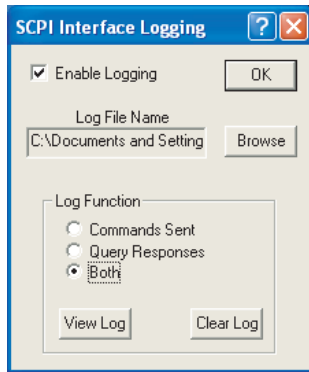 SCPI Interface Logging
Enable Logging
OK
Log File Name
C:\Documents and Setting
Browse
Log Function
Commands Sent
Query Responses
Both
View Log
Clear Log